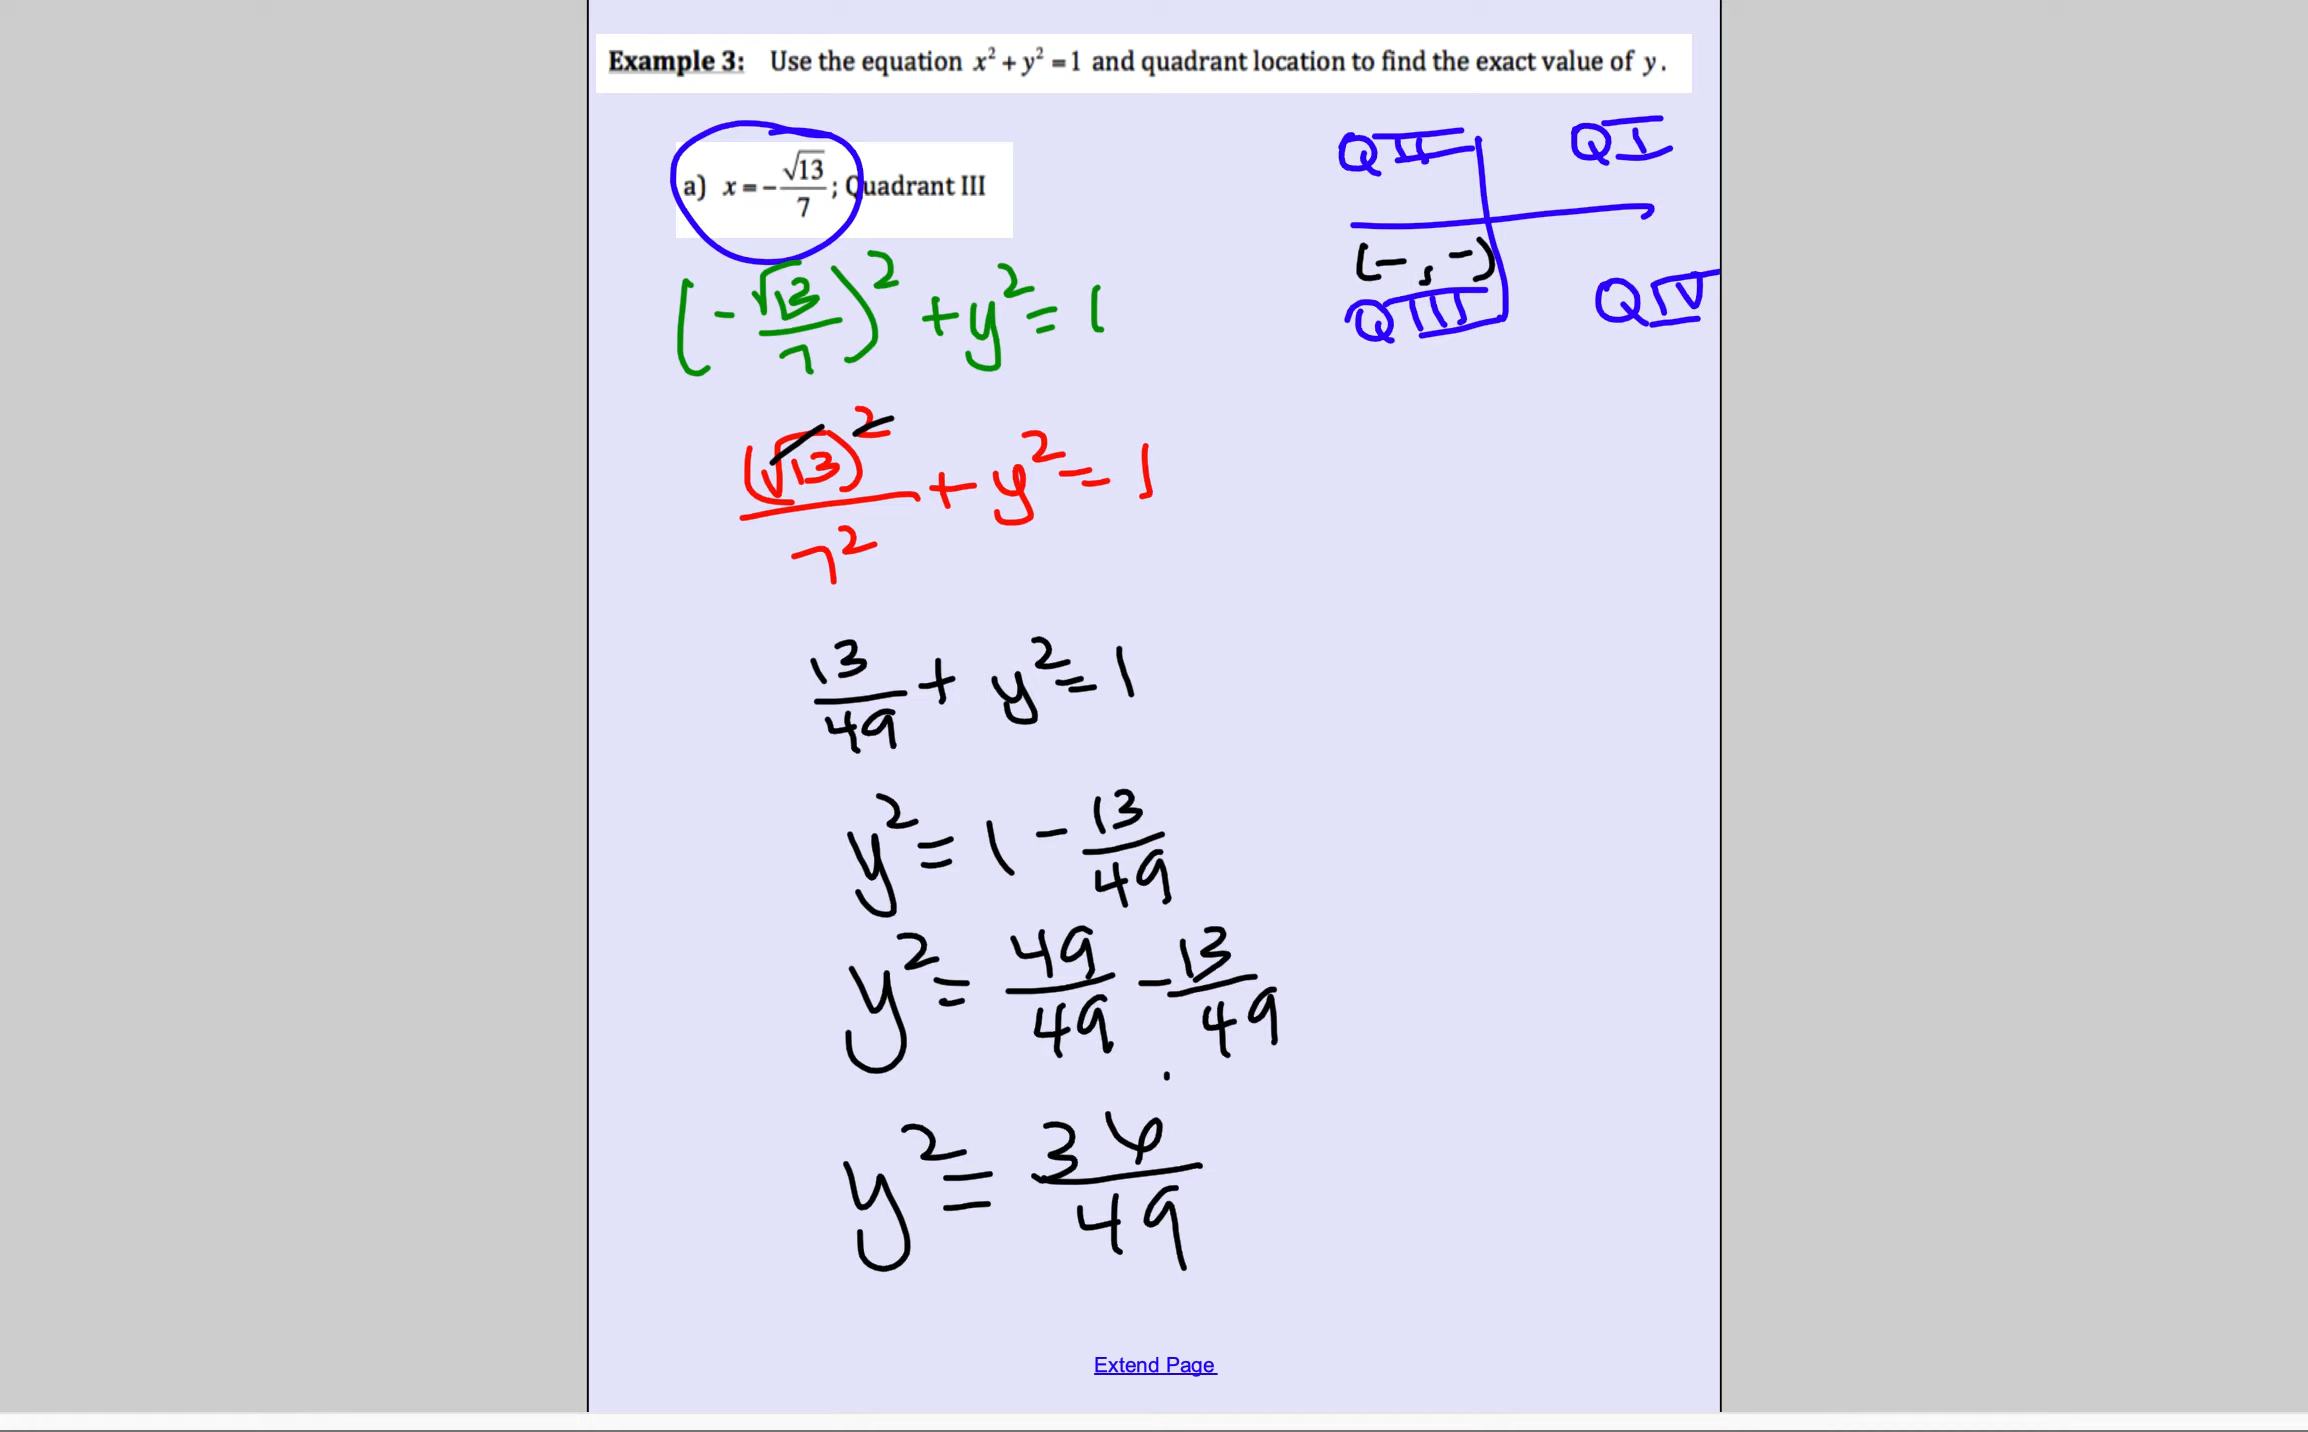 Example 3: Use the equation x² + y² = 1 and quadrant location to find the exact value of y.
a) x = -√13/7 ; Quadrant III
QII QI
(-,-)
QIII QIV
(-√13/7)² + y² = 1
(√13)²/7² + y² = 1
13/49 + y² = 1
y² = 1 - 13/49
y² = 49/49 - 13/49
y² = 36/49
Extend Page